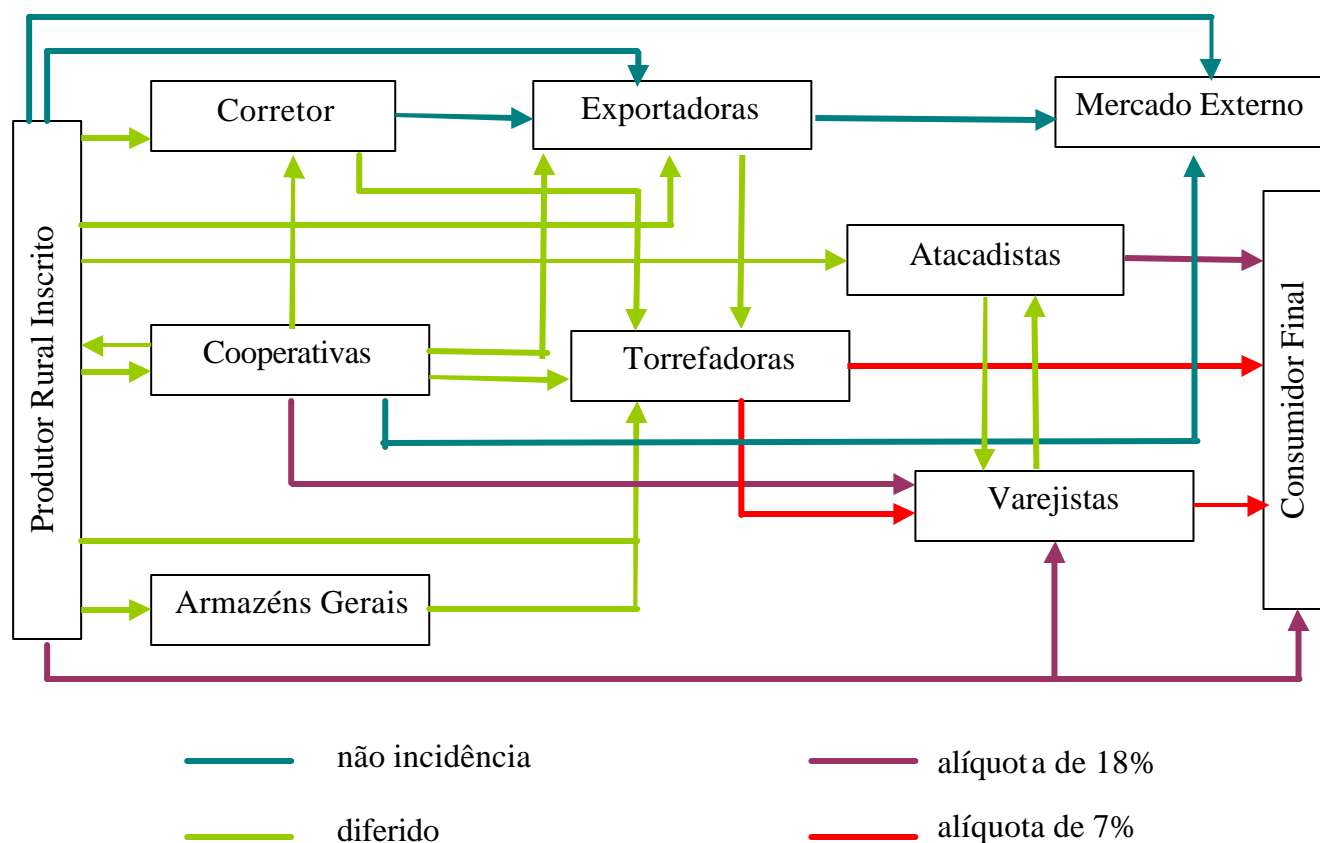 Corretor
Exportadoras
Mercado Externo
Produtor Rural Inscrito
Atacadistas
Consumidor Final
Cooperativas
Torrefadoras
Varejistas
Armazéns Gerais
não incidência
alíquota de 18%
diferido
alíquota de 7%